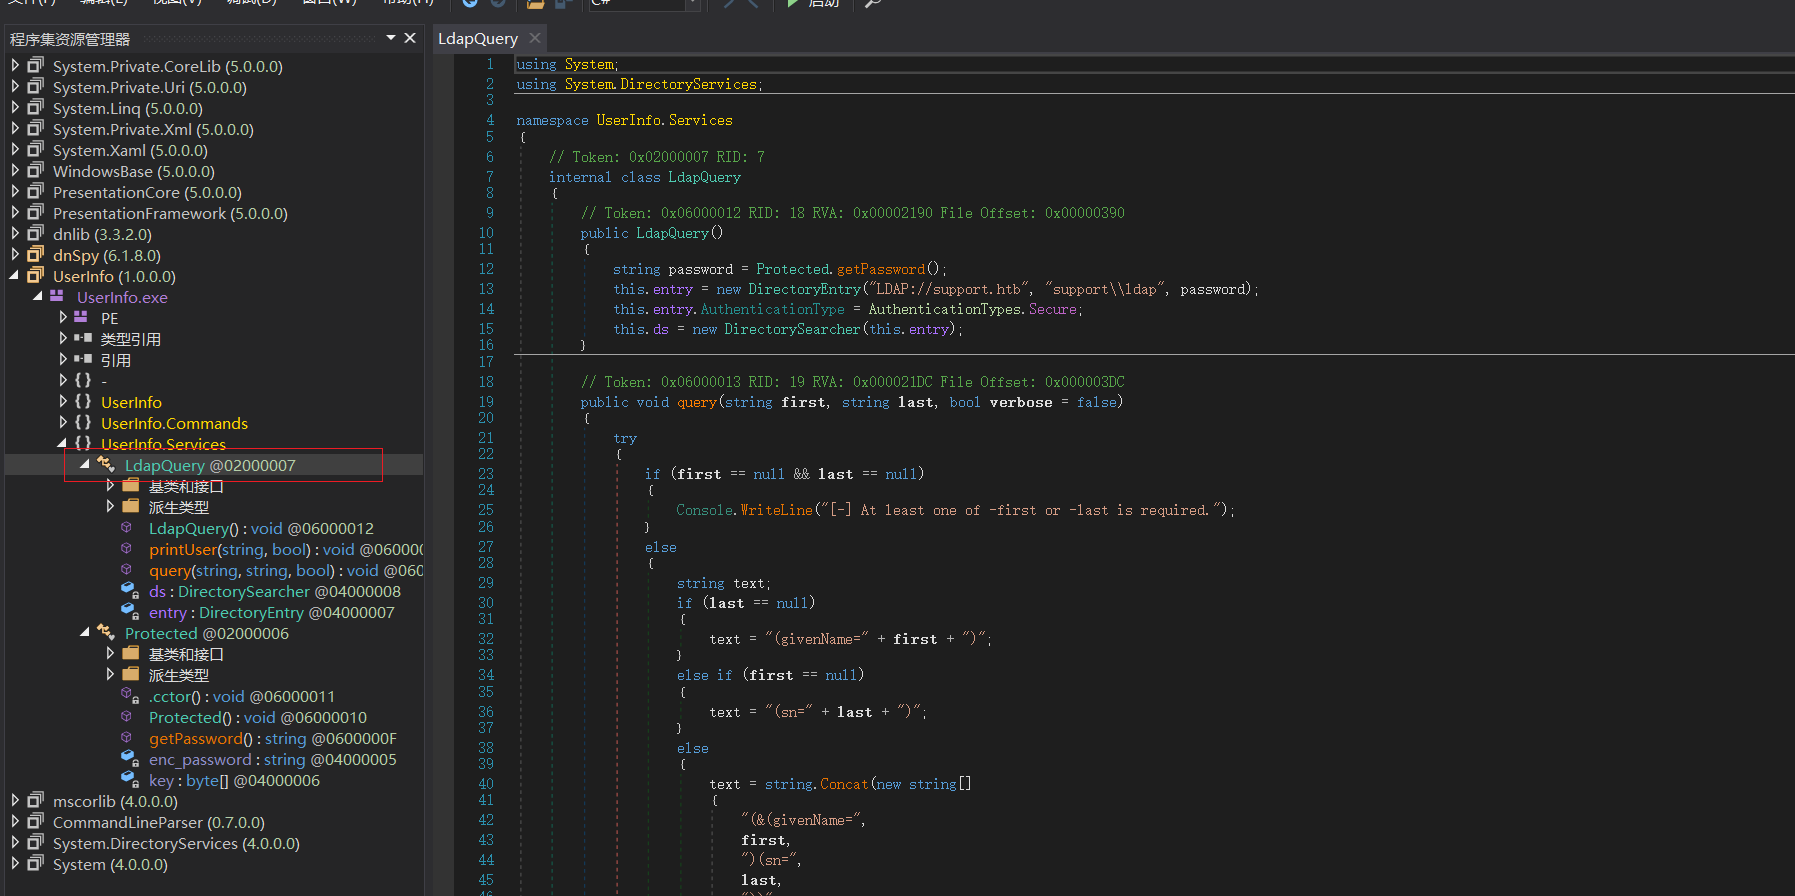 文件(F) 编辑(E) 视图(V) 调试(D) 窗口(W) 帮助(H) C# 启动
程序集资源管理器
System.Private.CoreLib (5.0.0.0)
System.Private.Uri (5.0.0.0)
System.Linq (5.0.0.0)
System.Private.Xml (5.0.0.0)
System.Xaml (5.0.0.0)
WindowsBase (5.0.0.0)
PresentationCore (5.0.0.0)
PresentationFramework (5.0.0.0)
dnlib (3.3.2.0)
dnSpy (6.1.8.0)
UserInfo (1.0.0.0)
UserInfo.exe
PE
类型引用
引用
{} -
{} UserInfo
{} UserInfo.Commands
{} UserInfo.Services
LdapQuery @02000007
基类和接口
派生类型
LdapQuery() : void @06000012
printUser(string, bool) : void @06000
query(string, string, bool) : void @060
ds : DirectorySearcher @04000008
entry : DirectoryEntry @04000007
Protected @02000006
基类和接口
派生类型
.cctor() : void @06000011
Protected() : void @06000010
getPassword() : string @0600000F
enc_password : string @04000005
key : byte[] @04000006
mscorlib (4.0.0.0)
CommandLineParser (0.7.0.0)
System.DirectoryServices (4.0.0.0)
System (4.0.0.0)
LdapQuery
1 using System;
2 using System.DirectoryServices;
3
4 namespace UserInfo.Services
5 {
6 // Token: 0x02000007 RID: 7
7 internal class LdapQuery
8 {
9 // Token: 0x06000012 RID: 18 RVA: 0x00002190 File Offset: 0x00000390
10 public LdapQuery()
11 {
12 string password = Protected.getPassword();
13 this.entry = new DirectoryEntry("LDAP://support.htb", "support\\ldap", password);
14 this.entry.AuthenticationType = AuthenticationTypes.Secure;
15 this.ds = new DirectorySearcher(this.entry);
16 }
17
18 // Token: 0x06000013 RID: 19 RVA: 0x000021DC File Offset: 0x000003DC
19 public void query(string first, string last, bool verbose = false)
20 {
21 try
22 {
23 if (first == null && last == null)
24 {
25 Console.WriteLine("[-] At least one of -first or -last is required.");
26 }
27 else
28 {
29 string text;
30 if (last == null)
31 {
32 text = "(givenName=" + first + ")";
33 }
34 else if (first == null)
35 {
36 text = "(sn=" + last + ")";
37 }
38 else
39 {
40 text = string.Concat(new string[]
41 {
42 "(&(givenName=",
43 first,
44 ")(sn=",
45 last,